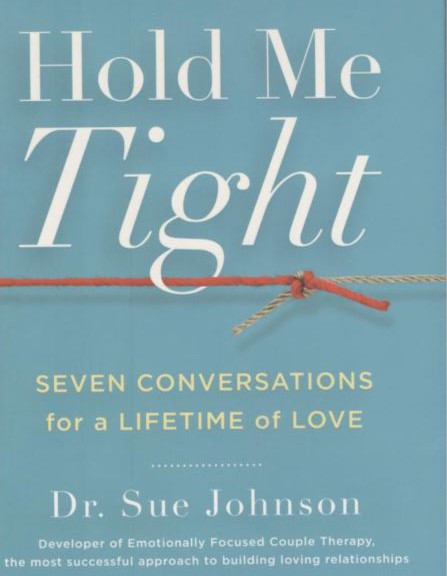 Hold Me
Tight
SEVEN CONVERSATIONS
for a LIFETIME of LOVE
Dr. Sue Johnson
Developer of Emotionally Focused Couple Therapy,
the most successful approach to building loving relationships